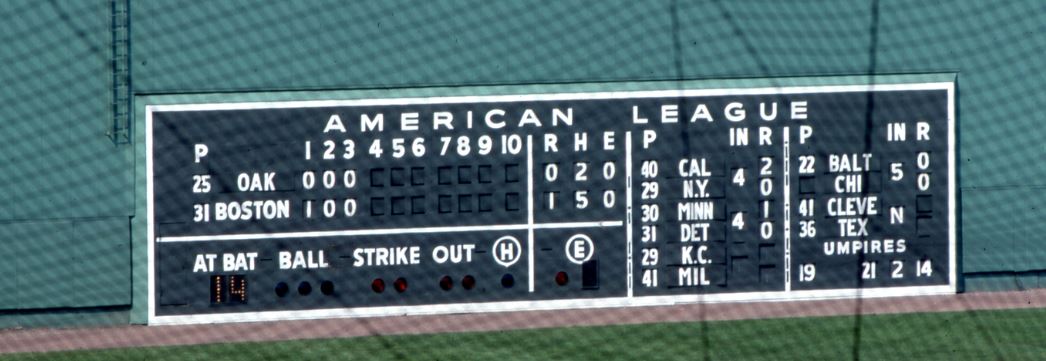 AMERICAN LEAGUE
P 1 2 3 4 5 6 7 8 9 10 R H E
25 OAK 0 0 0 0 2 0
31 BOSTON 1 0 0 1 5 0
AT BAT BALL STRIKE OUT H E
14
P IN R
40 CAL 4 2
29 N.Y. 0
30 MINN 4 1
31 DET 0
29 K.C.
41 MIL
P IN R
22 BALT 5 0
CHI 0
41 CLEVE N
36 TEX
UMPIRES
19 21 2 14